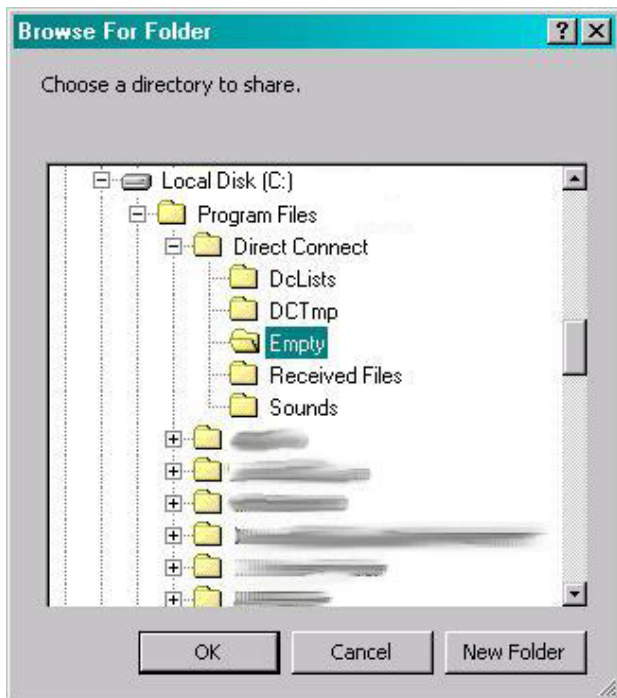 Browse For Folder
Choose a directory to share.
Local Disk (C:)
Program Files
Direct Connect
DcLists
DCTmp
Empty
Received Files
Sounds
OK Cancel New Folder